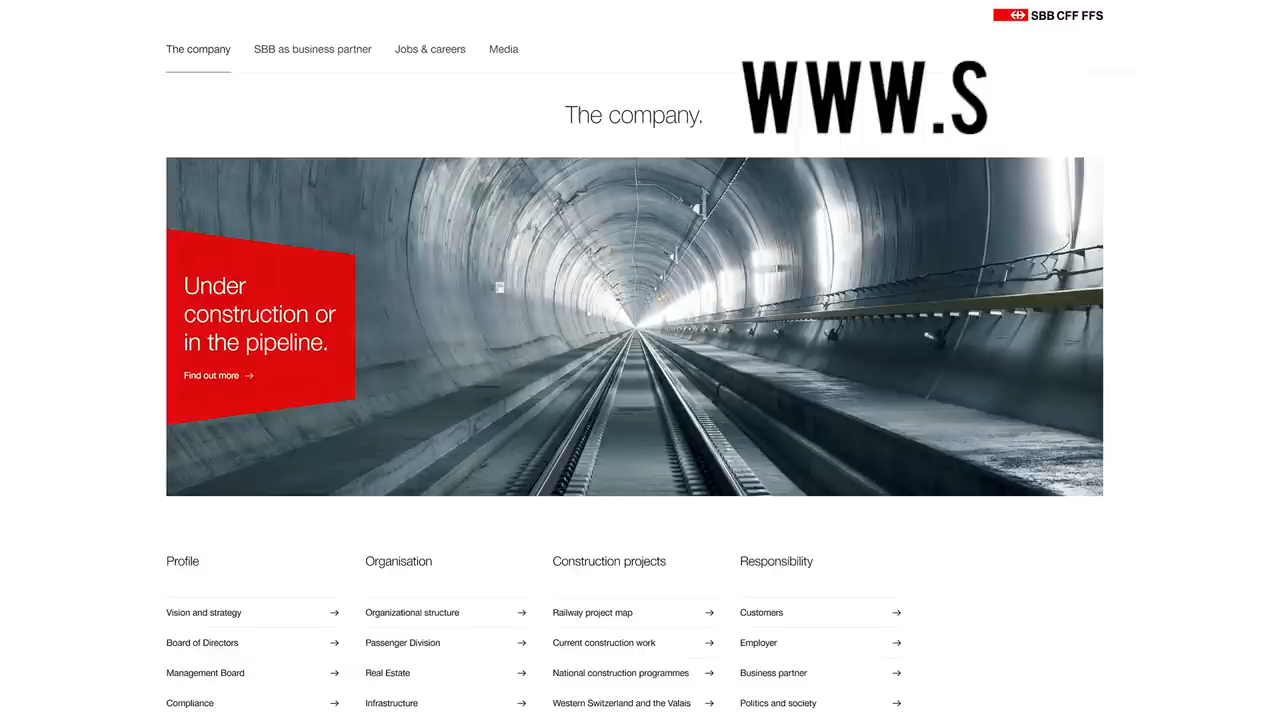 SBB CFF FFS
The company SBB as business partner Jobs & careers Media
WWW.S
The company.
Under
construction or
in the pipeline.
Find out more →
Profile Organisation Construction projects Responsibility
Vision and strategy → Organizational structure → Railway project map → Customers →
Board of Directors → Passenger Division → Current construction work → Employer →
Management Board → Real Estate → National construction programmes → Business partner →
Compliance → Infrastructure → Western Switzerland and the Valais → Politics and society →